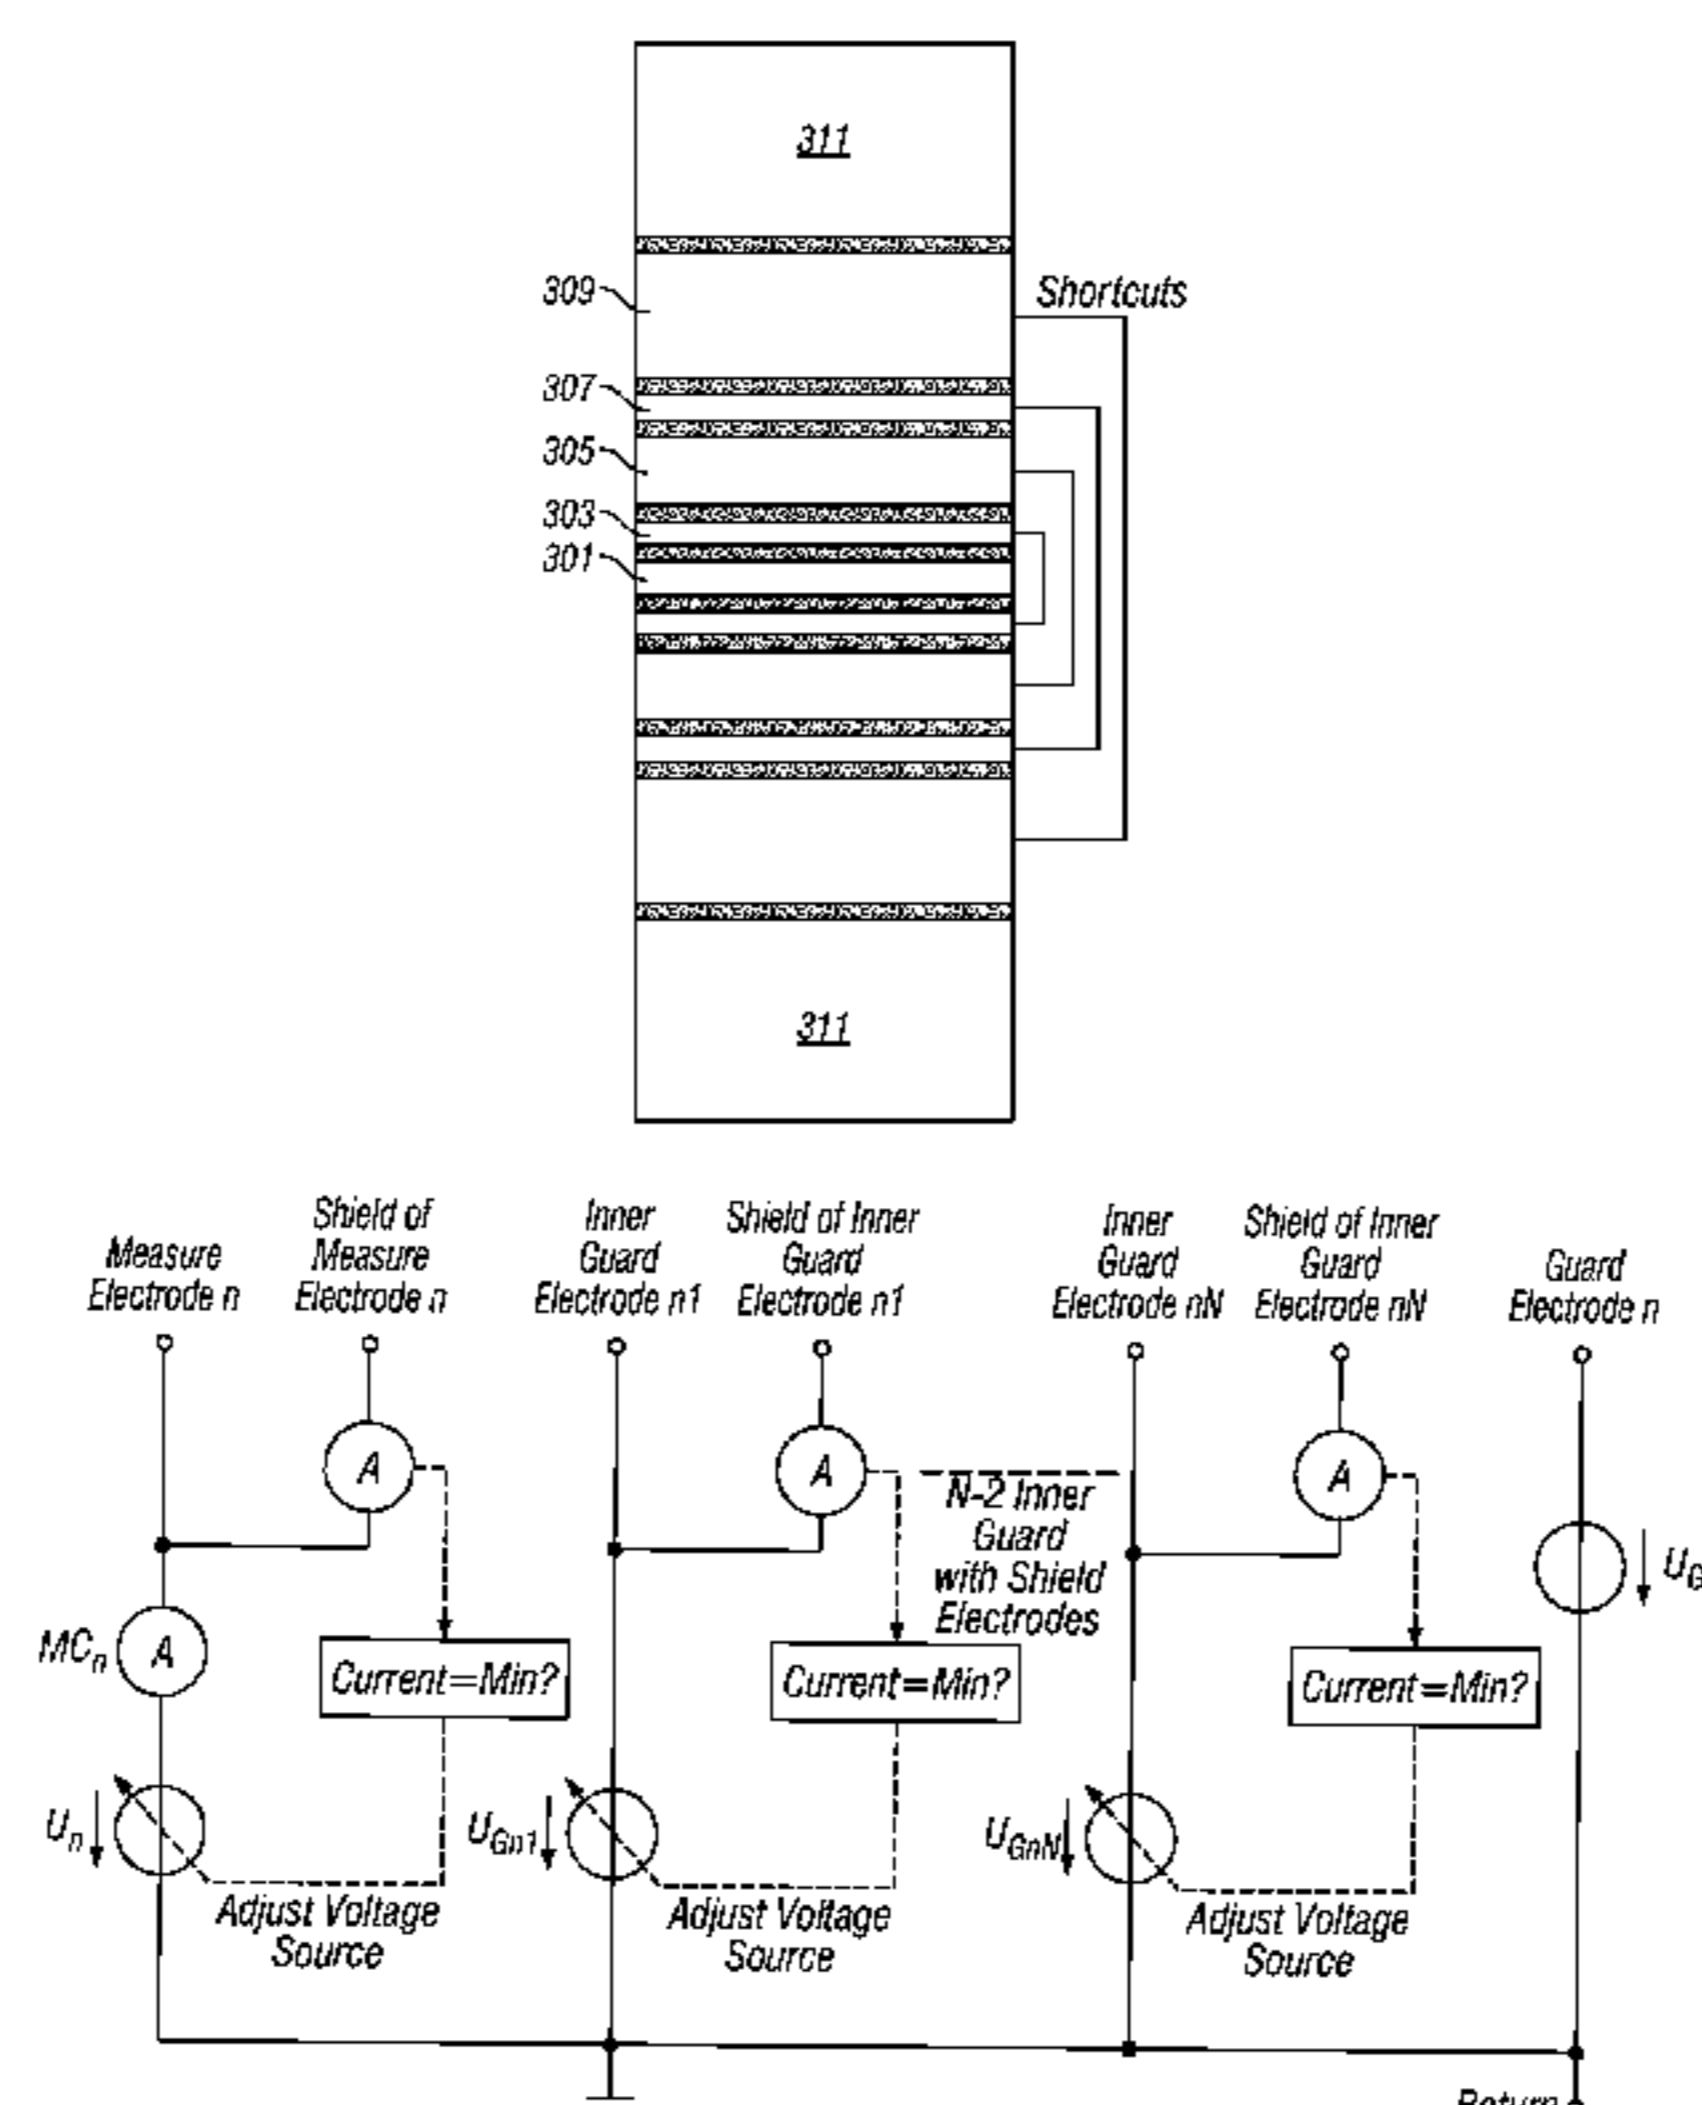 311
309
Shortcuts
307
305
303
301
311
Measure
Electrode n
Shield of
Measure
Electrode n
Inner
Guard
Electrode n1
Shield of Inner
Guard
Electrode n1
Inner
Guard
Electrode nN
Shield of Inner
Guard
Electrode nN
Guard
Electrode n
A
A
A
N-2 Inner
Guard
with Shield
Electrodes
UG
MCn
A
Current=Min?
Current=Min?
Current=Min?
Un
UGn1
UGnN
Adjust Voltage
Source
Adjust Voltage
Source
Adjust Voltage
Source
Return